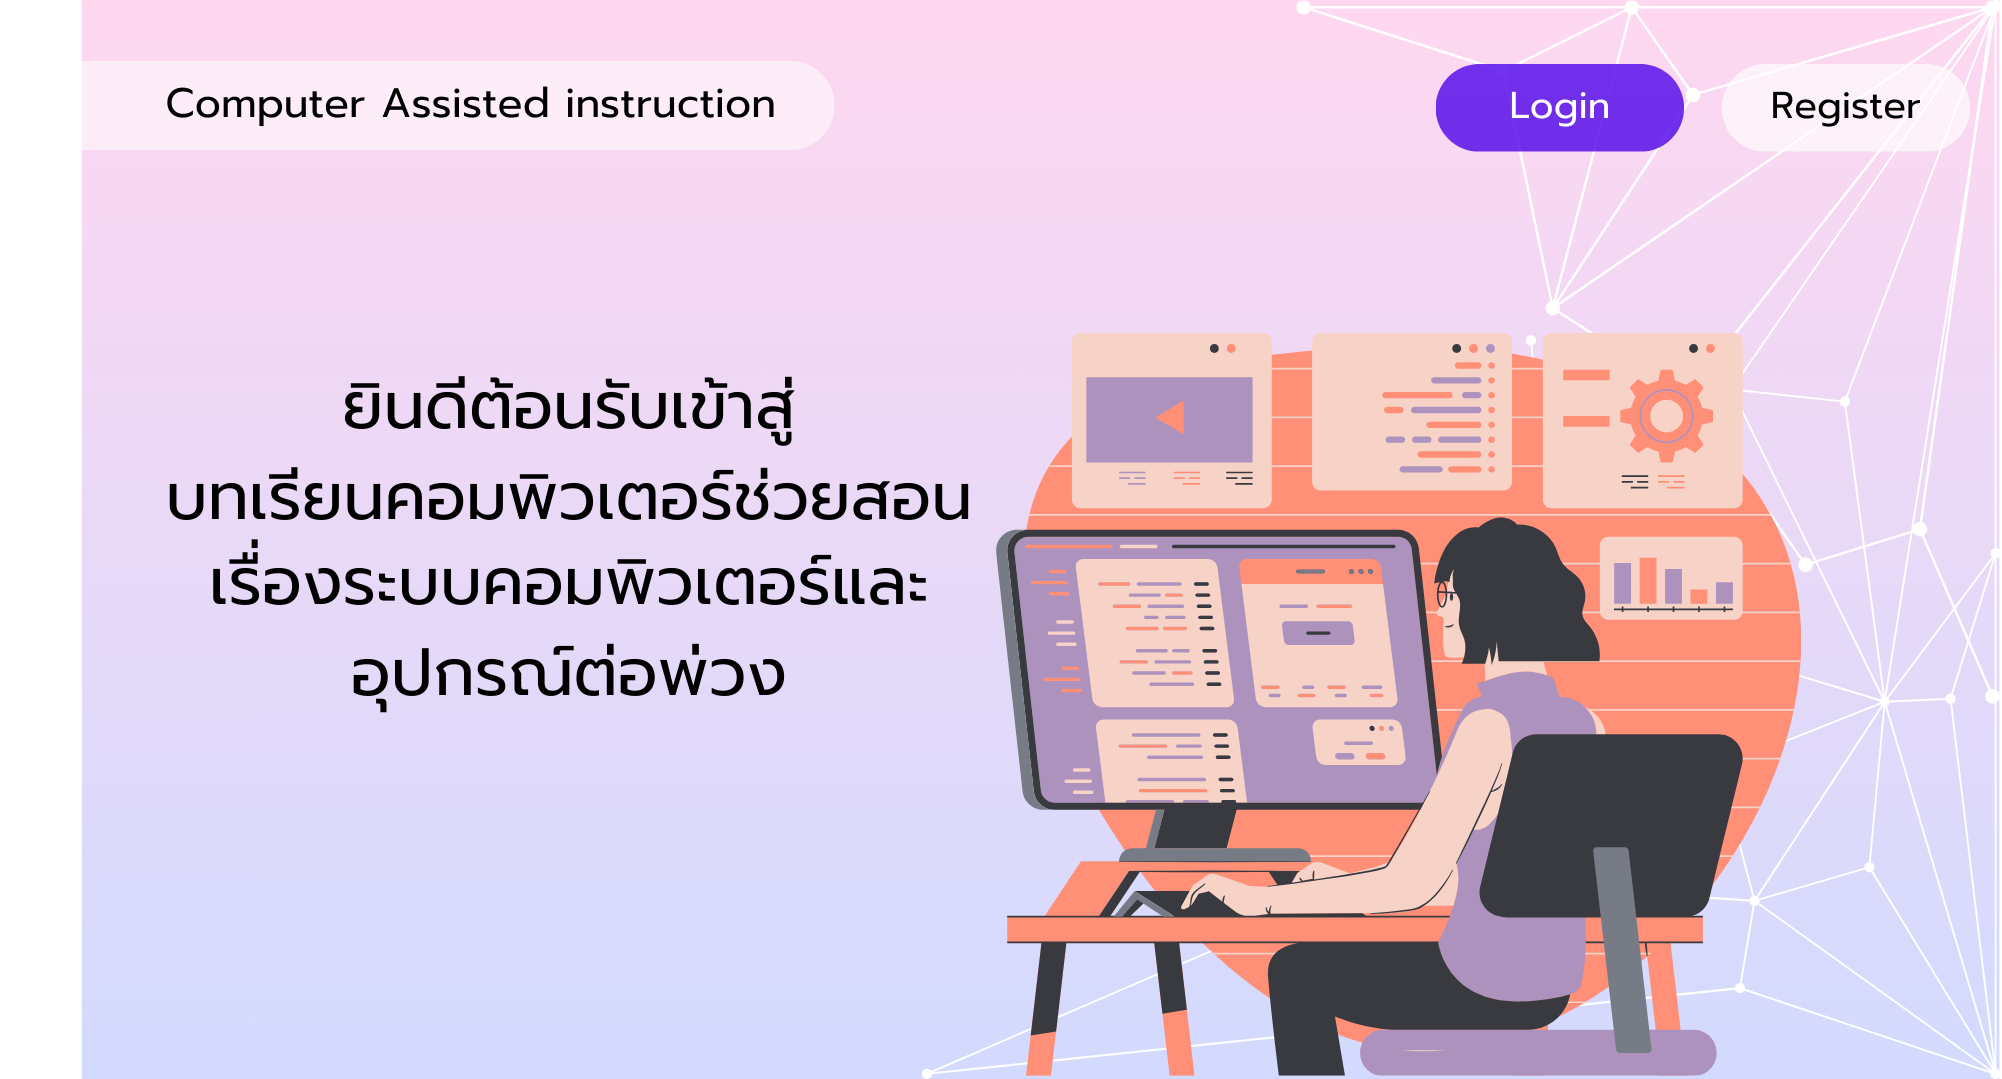 Computer Assisted instruction
Login
Register
ยินดีต้อนรับเข้าสู่
บทเรียนคอมพิวเตอร์ช่วยสอน
เรื่องระบบคอมพิวเตอร์และ
อุปกรณ์ต่อพ่วง